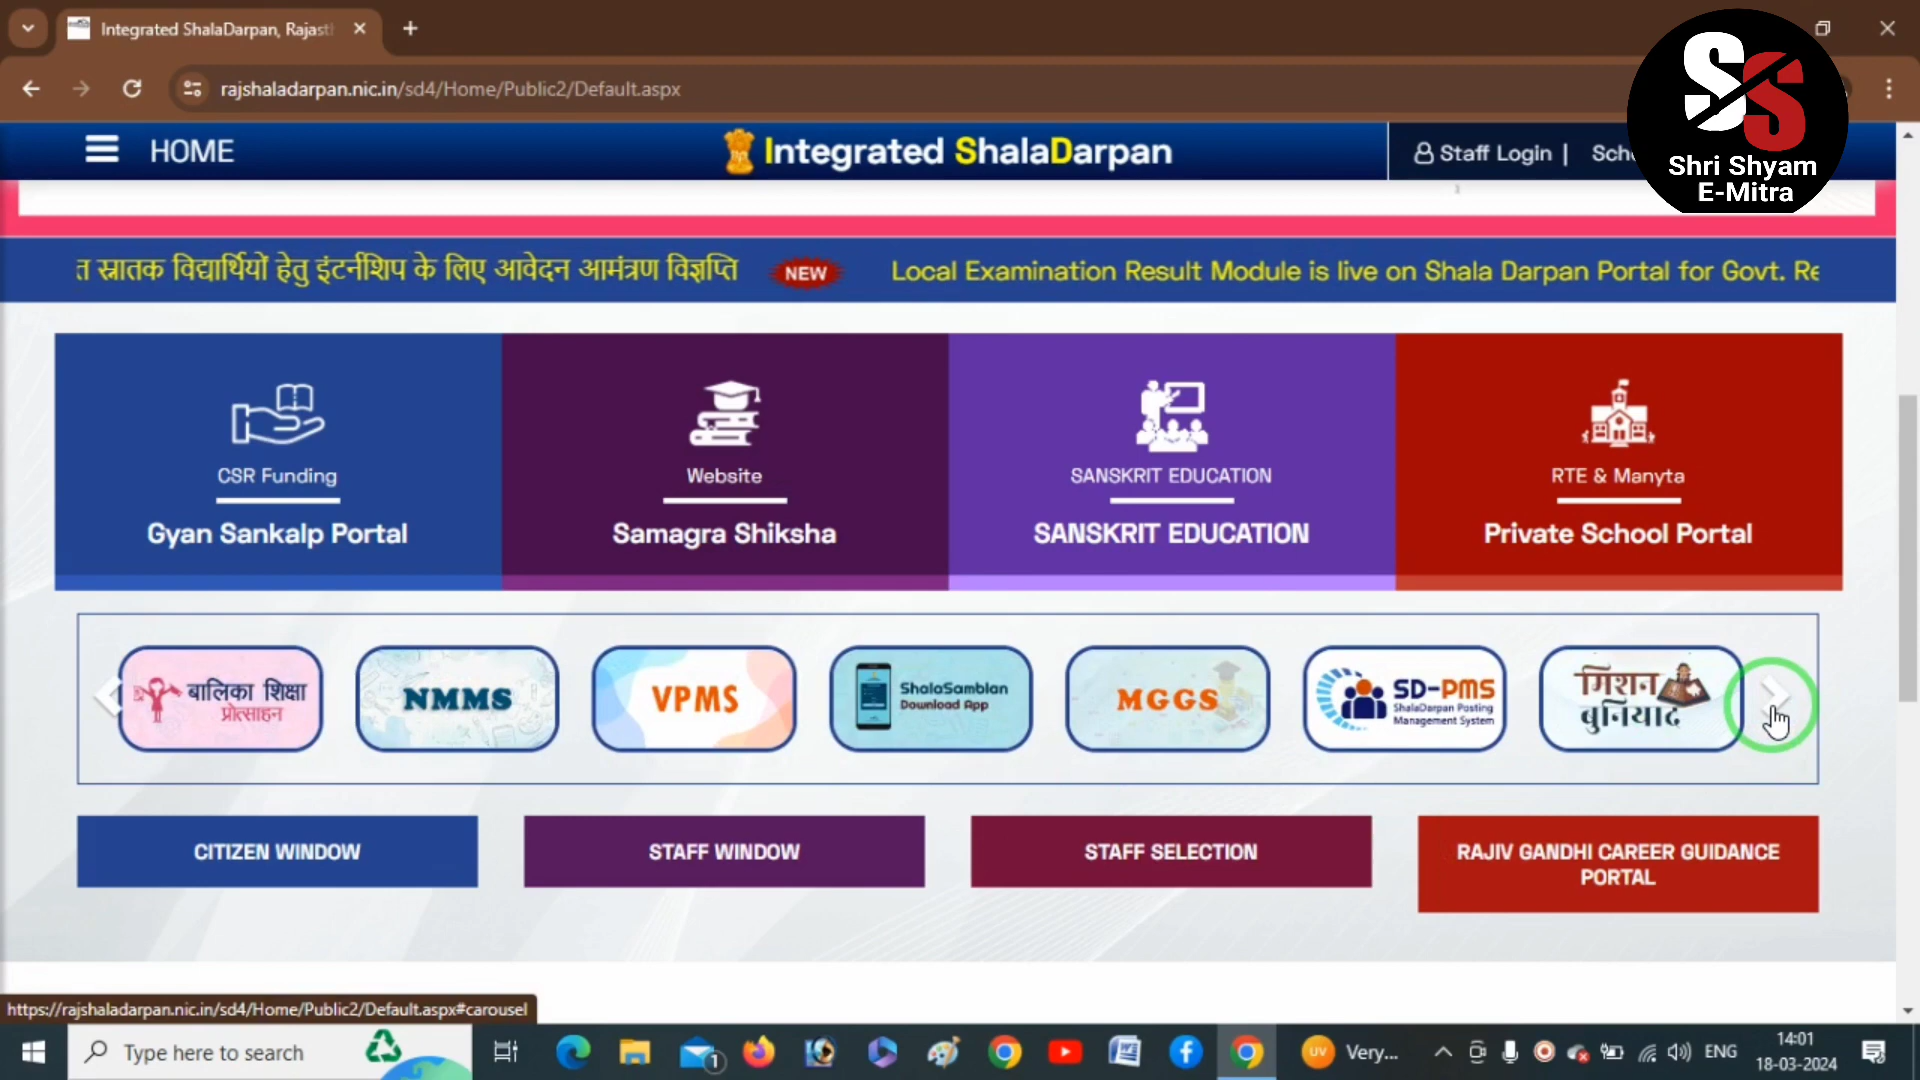 Integrated ShalaDarpan, Rajast
rajshaladarpan.nic.in/sd4/Home/Public2/Default.aspx
HOME
Integrated ShalaDarpan
Staff Login |
Shri Shyam
E-Mitra
त स्नातक विद्यार्थियों हेतु इंटर्नशिप के लिए आवेदन आमंत्रण विज्ञप्ति
NEW
Local Examination Result Module is live on Shala Darpan Portal for Govt. Re
CSR Funding
Gyan Sankalp Portal
Website
Samagra Shiksha
SANSKRIT EDUCATION
SANSKRIT EDUCATION
RTE & Manyta
Private School Portal
बालिका शिक्षा
प्रोत्साहन
NMMS
VPMS
ShalaSamblan
Download App
MGGS
SD-PMS
ShalaDarpan Posting
Management System
मिशन
बुनियाद
CITIZEN WINDOW
STAFF WINDOW
STAFF SELECTION
RAJIV GANDHI CAREER GUIDANCE
PORTAL
https://rajshaladarpan.nic.in/sd4/Home/Public2/Default.aspx#carousel
Type here to search
1
UV
Very...
ENG
14:01
18-03-2024